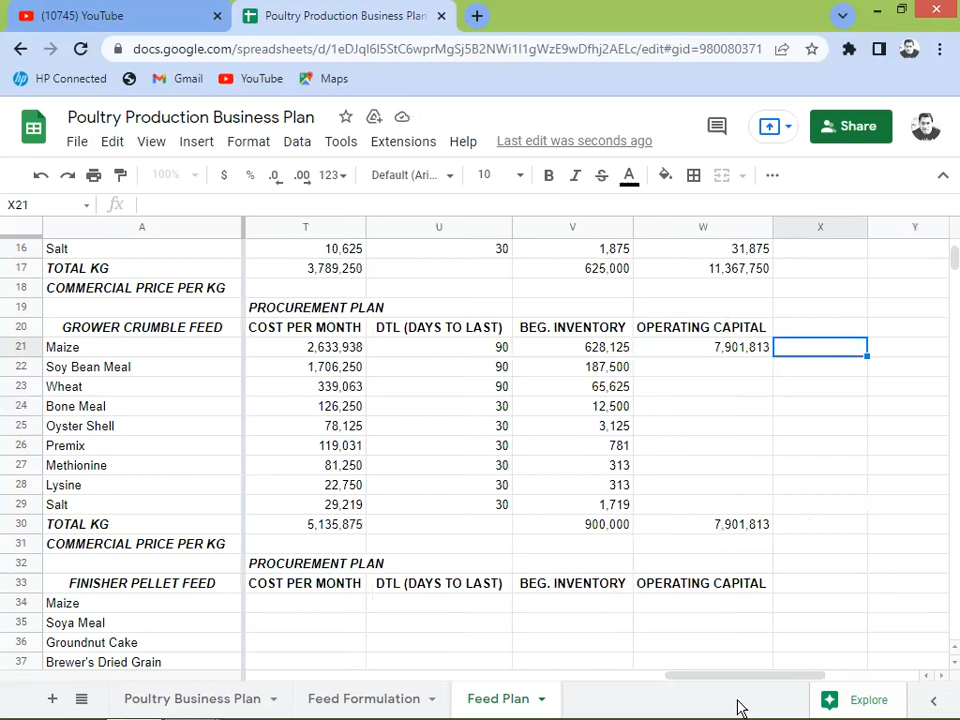 (10745) YouTube
Poultry Production Business Plan
docs.google.com/spreadsheets/d/1eDJqI6I5StC6wprMgSj5B2NWi1I1gWzE9wDfhj2AELc/edit#gid=980080371
HP Connected Gmail YouTube Maps
Poultry Production Business Plan
File Edit View Insert Format Data Tools Extensions Help Last edit was seconds ago
Share
100% $ % .0 .00 123 Default (Ari... 10 B I S A
X21 fx
A T U V W X Y
16 Salt 10,625 30 1,875 31,875
17 TOTAL KG 3,789,250 625,000 11,367,750
18 COMMERCIAL PRICE PER KG
19 PROCUREMENT PLAN
20 GROWER CRUMBLE FEED COST PER MONTH DTL (DAYS TO LAST) BEG. INVENTORY OPERATING CAPITAL
21 Maize 2,633,938 90 628,125 7,901,813
22 Soy Bean Meal 1,706,250 90 187,500
23 Wheat 339,063 90 65,625
24 Bone Meal 126,250 30 12,500
25 Oyster Shell 78,125 30 3,125
26 Premix 119,031 30 781
27 Methionine 81,250 30 313
28 Lysine 22,750 30 313
29 Salt 29,219 30 1,719
30 TOTAL KG 5,135,875 900,000 7,901,813
31 COMMERCIAL PRICE PER KG
32 PROCUREMENT PLAN
33 FINISHER PELLET FEED COST PER MONTH DTL (DAYS TO LAST) BEG. INVENTORY OPERATING CAPITAL
34 Maize
35 Soya Meal
36 Groundnut Cake
37 Brewer's Dried Grain
Poultry Business Plan Feed Formulation Feed Plan Explore